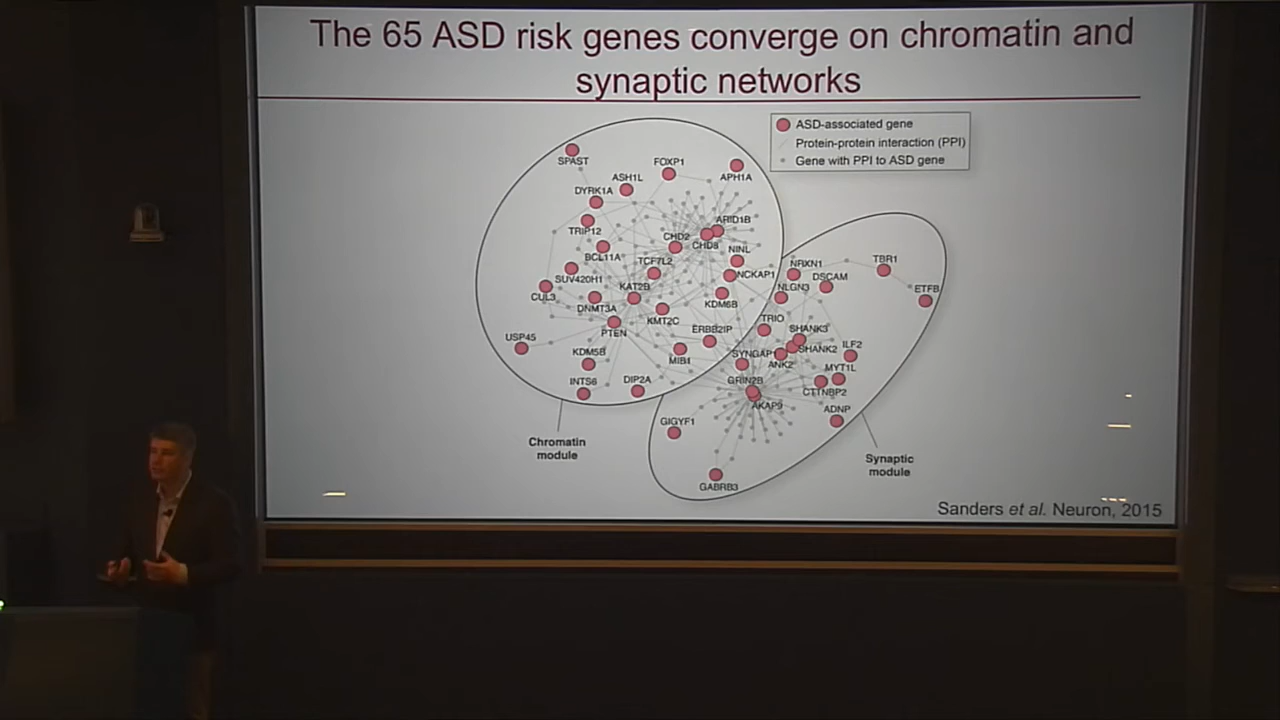 The 65 ASD risk genes converge on chromatin and
synaptic networks
ASD-associated gene
Protein-protein interaction (PPI)
Gene with PPI to ASD gene
SPAST
FOXP1
APH1A
ASH1L
DYRK1A
ARID1B
TRIP12
CHD2
CHD8
BCL11A
TCF7L2
NINL
SUV420H1
NCKAP1
CUL3
KAT2B
DNMT3A
KDM6B
KMT2C
PTEN
ERBB2IP
USP45
KDM5B
MIB1
INTS6
DIP2A
NRXN1
TBR1
DSCAM
NLGN3
ETFB
TRIO
SHANK3
SYNGAP1
SHANK2
ILF2
ANK2
MYT1L
GRIN2B
CTTNBP2
AKAP9
ADNP
GIGYF1
GABRB3
Chromatin
module
Synaptic
module
Sanders et al. Neuron, 2015